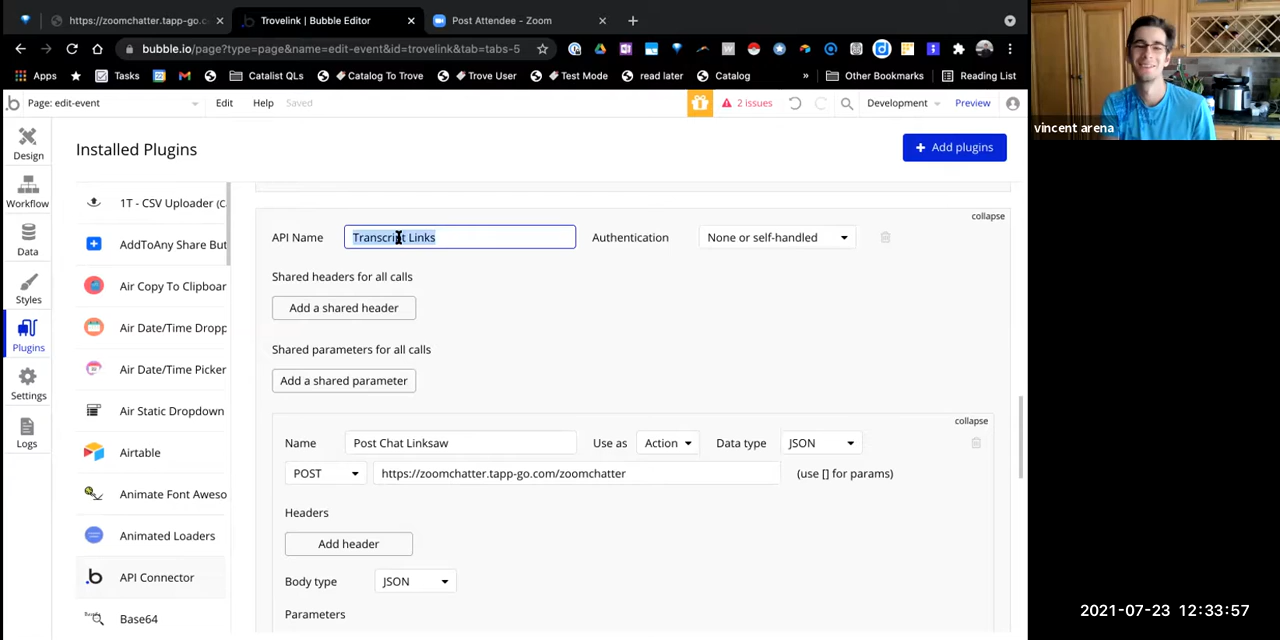 https://zoomchatter.tapp-go.c
Trovelink | Bubble Editor
Post Attendee - Zoom
bubble.io/page?type=page&name=edit-event&id=trovelink&tab=tabs-5
Apps
Tasks
Catalist QLs
Catalog To Trove
Trove User
Test Mode
read later
Catalog
»
Other Bookmarks
Reading List
Page: edit-event
Edit
Help
Saved
2 issues
Development
Preview
Design
Workflow
Data
Styles
Plugins
Settings
Logs
Installed Plugins
+ Add plugins
1T - CSV Uploader (C
AddToAny Share But
Air Copy To Clipboar
Air Date/Time Dropp
Air Date/Time Picker
Air Static Dropdown
Airtable
Animate Font Aweso
Animated Loaders
API Connector
Base64
collapse
API Name
Transcript Links
Authentication
None or self-handled
Shared headers for all calls
Add a shared header
Shared parameters for all calls
Add a shared parameter
collapse
Name
Post Chat Linksaw
Use as
Action
Data type
JSON
POST
https://zoomchatter.tapp-go.com/zoomchatter
(use [] for params)
Headers
Add header
Body type
JSON
Parameters
vincent arena
2021-07-23 12:33:57